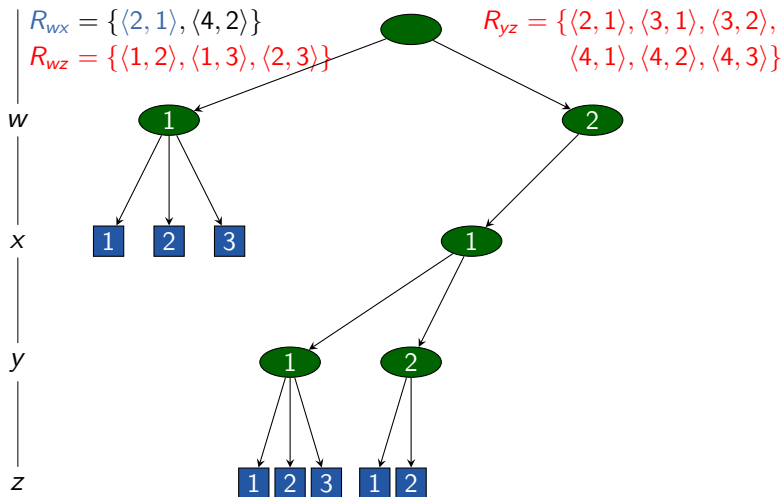 R_wx = {⟨2, 1⟩, ⟨4, 2⟩}
R_wz = {⟨1, 2⟩, ⟨1, 3⟩, ⟨2, 3⟩}
R_yz = {⟨2, 1⟩, ⟨3, 1⟩, ⟨3, 2⟩,
⟨4, 1⟩, ⟨4, 2⟩, ⟨4, 3⟩}
w 1 2
x 1 2 3 1
y 1 2
z 1 2 3 1 2